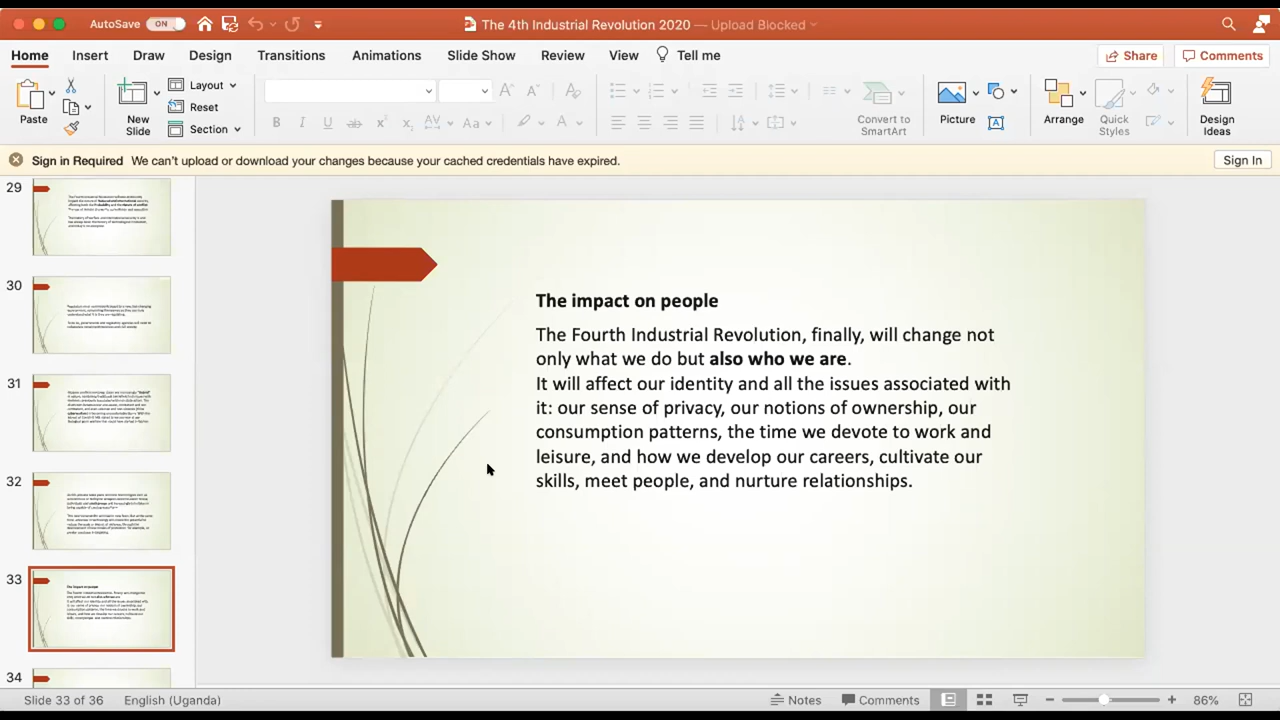 AutoSave ON The 4th Industrial Revolution 2020 — Upload Blocked
Home Insert Draw Design Transitions Animations Slide Show Review View Tell me Share Comments
Paste New Slide Layout Reset Section Convert to SmartArt Picture Arrange Quick Styles Design Ideas
Sign in Required We can't upload or download your changes because your cached credentials have expired. Sign In
29
30
31
32
33
34
The impact on people
The Fourth Industrial Revolution, finally, will change not
only what we do but also who we are.
It will affect our identity and all the issues associated with
it: our sense of privacy, our notions of ownership, our
consumption patterns, the time we devote to work and
leisure, and how we develop our careers, cultivate our
skills, meet people, and nurture relationships.
Slide 33 of 36 English (Uganda) Notes Comments 86%